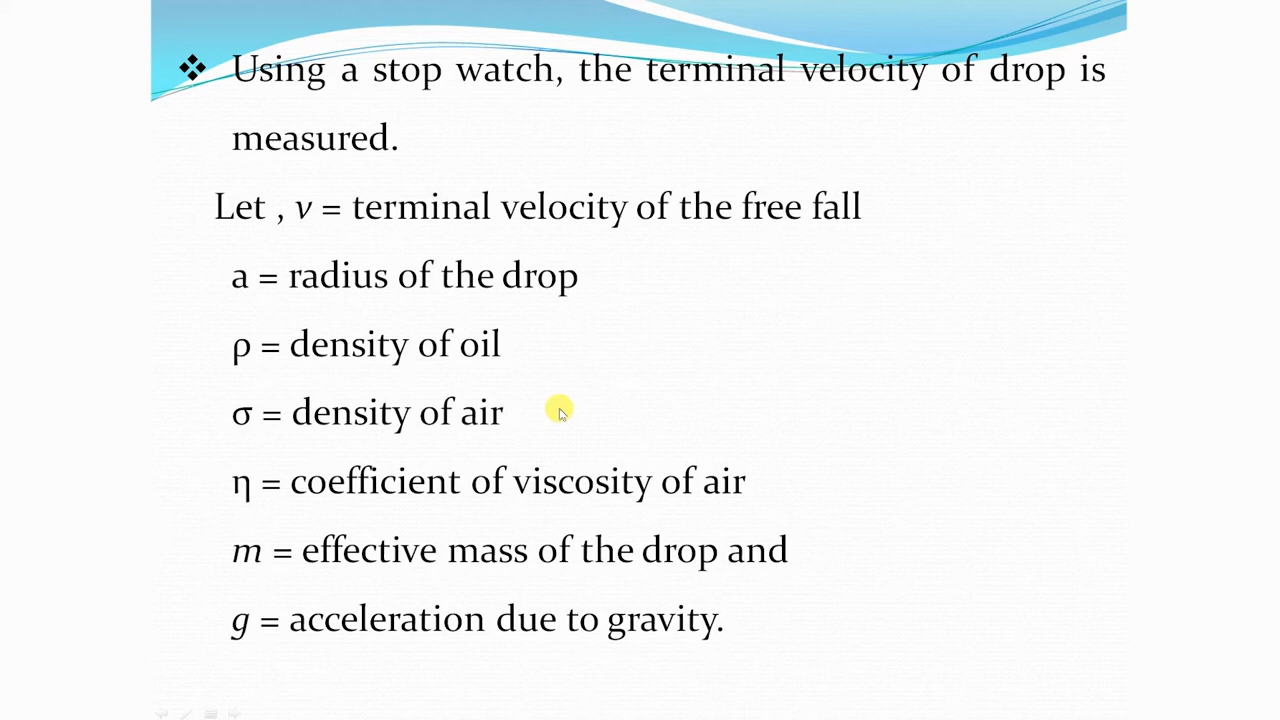 ❖ Using a stop watch, the terminal velocity of drop is
measured.
Let , v = terminal velocity of the free fall
a = radius of the drop
ρ = density of oil
σ = density of air
η = coefficient of viscosity of air
m = effective mass of the drop and
g = acceleration due to gravity.